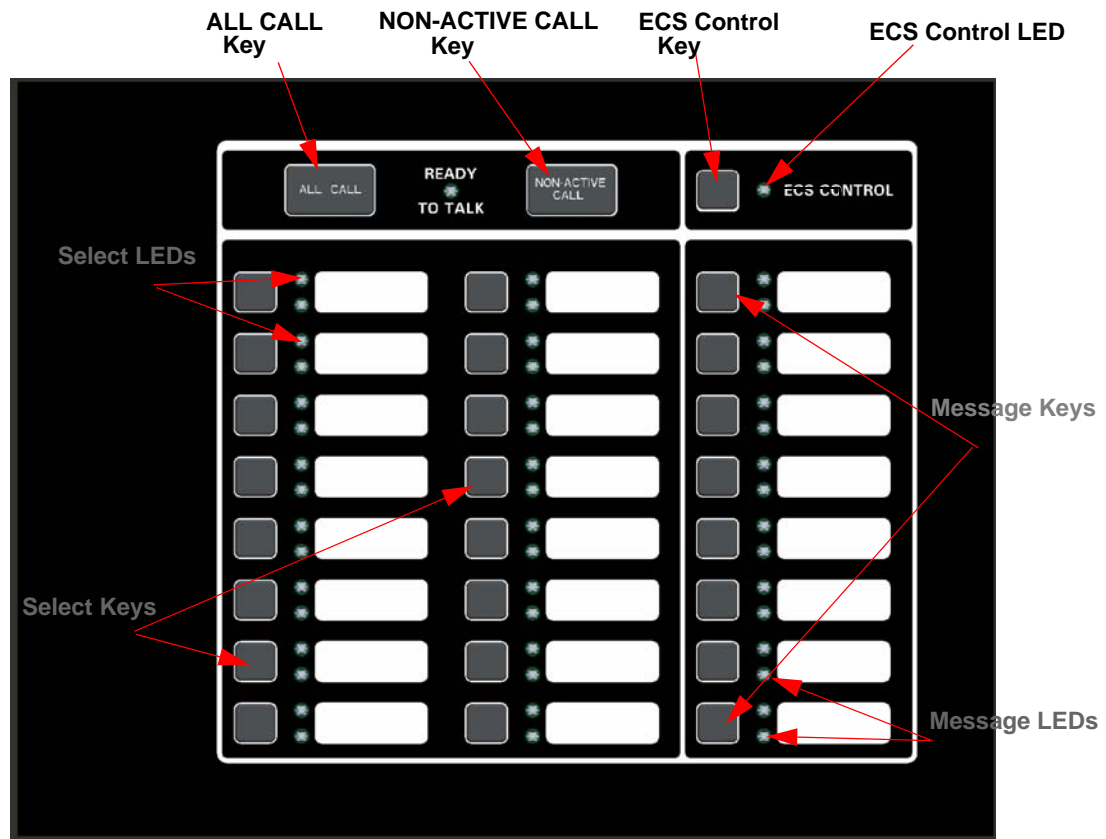 ALL CALL
Key
NON-ACTIVE CALL
Key
ECS Control
Key
ECS Control LED
ALL CALL
READY
TO TALK
NON-ACTIVE
CALL
ECS CONTROL
Select LEDs
Message Keys
Select Keys
Message LEDs